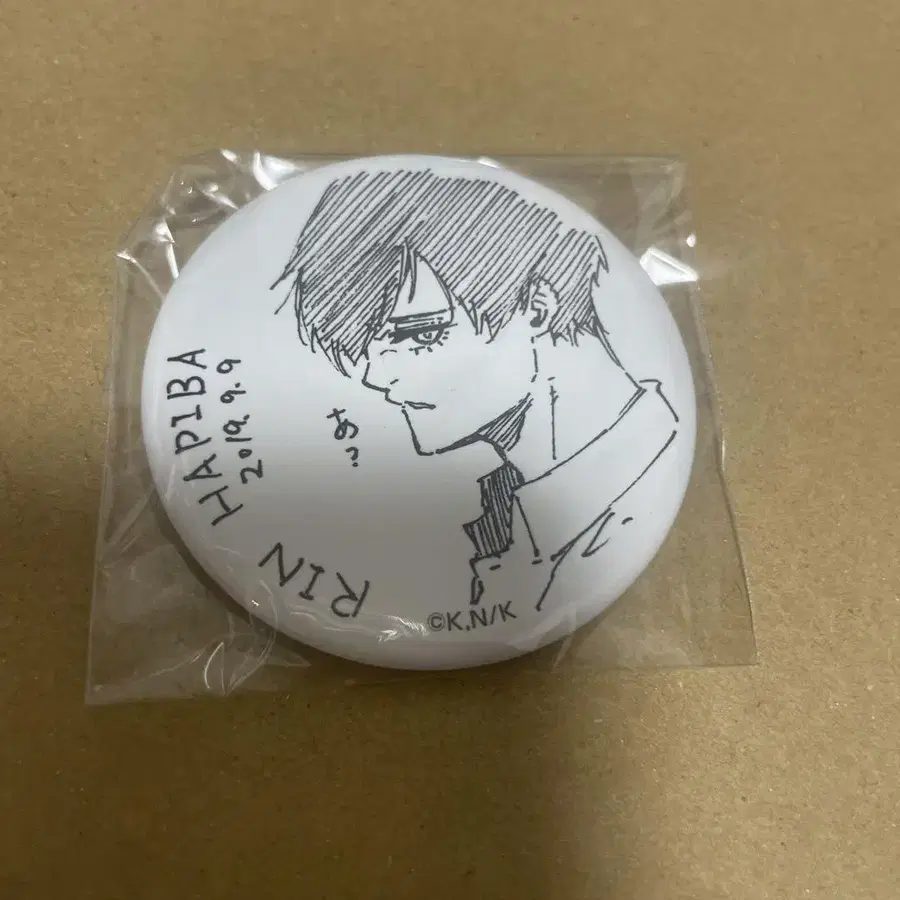 HAPIBA
2019.9.9
RIN
あ?
©K,N/K